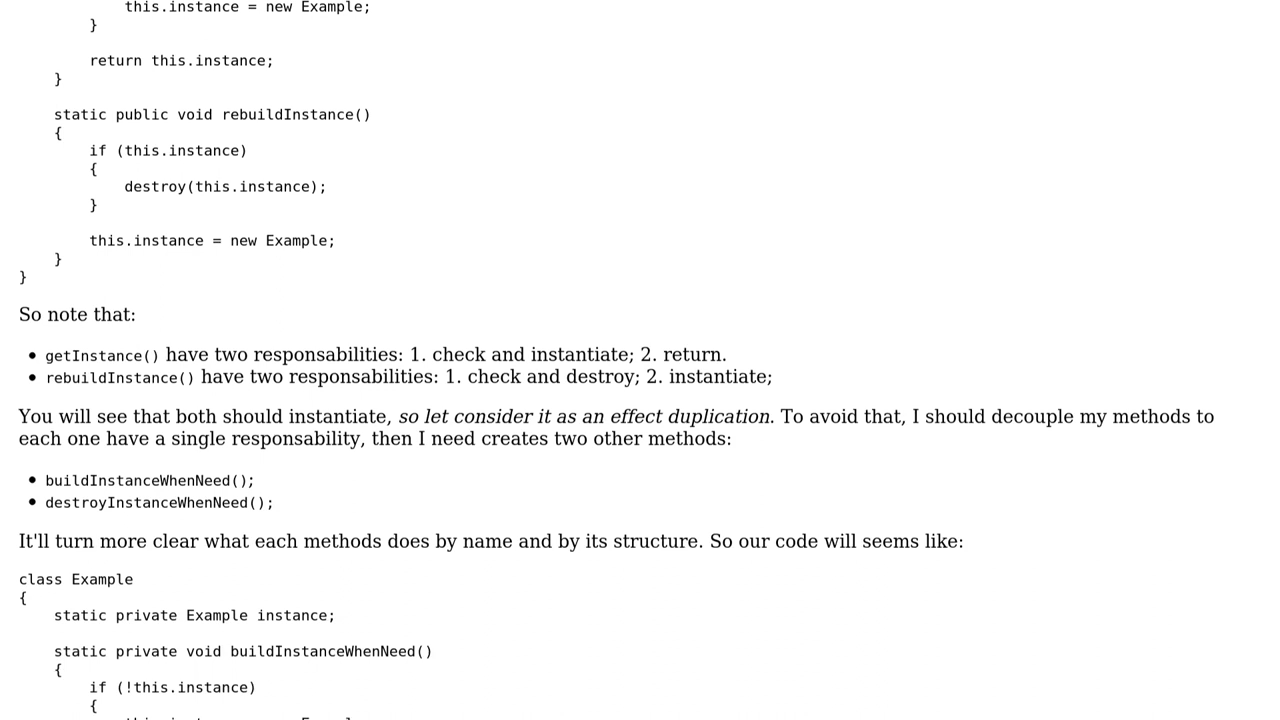 this.instance = new Example;
        }

        return this.instance;
    }

    static public void rebuildInstance()
    {
        if (this.instance)
        {
            destroy(this.instance);
        }

        this.instance = new Example;
    }
}
So note that:
• getInstance() have two responsabilities: 1. check and instantiate; 2. return.
• rebuildInstance() have two responsabilities: 1. check and destroy; 2. instantiate;
You will see that both should instantiate, so let consider it as an effect duplication. To avoid that, I should decouple my methods to
each one have a single responsability, then I need creates two other methods:
• buildInstanceWhenNeed();
• destroyInstanceWhenNeed();
It'll turn more clear what each methods does by name and by its structure. So our code will seems like:
class Example
{
    static private Example instance;

    static private void buildInstanceWhenNeed()
    {
        if (!this.instance)
        {